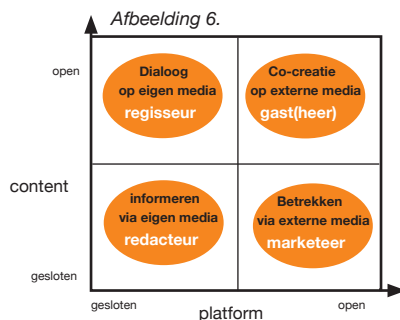 Afbeelding 6.
open
Dialoog
op eigen media
regisseur
Co-creatie
op externe media
gast(heer)
content
informeren
via eigen media
redacteur
Betrekken
via externe media
marketeer
gesloten
gesloten
platform
open